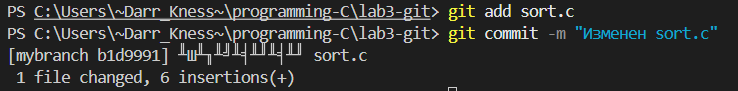 PS C:\Users\~Darr_Kness~\programming-C\lab3-git> git add sort.c
PS C:\Users\~Darr_Kness~\programming-C\lab3-git> git commit -m "Изменен sort.c"
[mybranch b1d9991] sort.c
 1 file changed, 6 insertions(+)